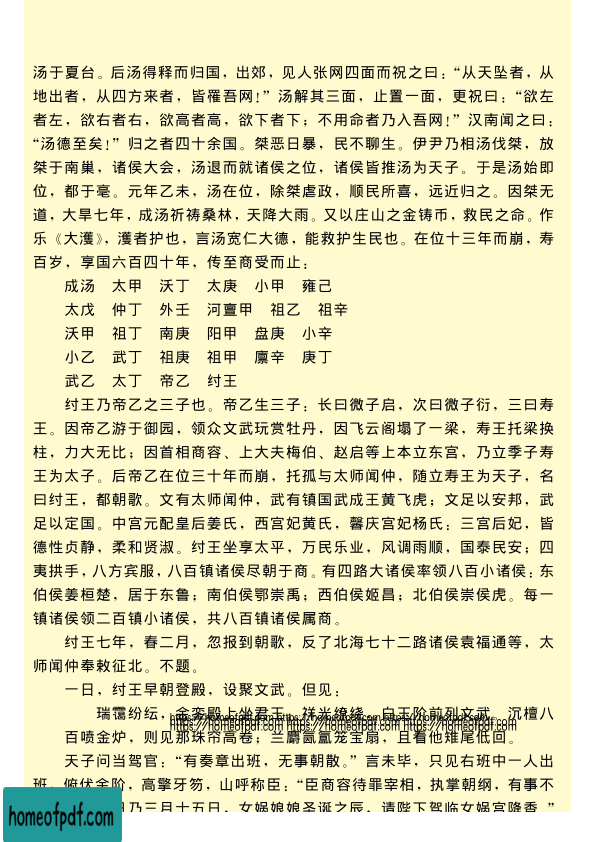 汤于夏台。后汤得释而归国，出郊，见人张网四面而祝之曰：“从天坠者，从
地出者，从四方来者，皆罹吾网！”汤解其三面，止置一面，更祝曰：“欲左
者左，欲右者右，欲高者高，欲下者下；不用命者乃入吾网！”汉南闻之曰：
“汤德至矣！”归之者四十余国。桀恶日暴，民不聊生。伊尹乃相汤伐桀，放
桀于南巢，诸侯大会，汤退而就诸侯之位，诸侯皆推汤为天子。于是汤始即
位，都于亳。元年乙未，汤在位，除桀虐政，顺民所喜，远近归之。因桀无
道，大旱七年，成汤祈祷桑林，天降大雨。又以庄山之金铸币，救民之命。作
乐《大濩》，濩者护也，言汤宽仁大德，能救护生民也。在位十三年而崩，寿
百岁，享国六百四十年，传至商受而止：
成汤 太甲 沃丁 太庚 小甲 雍己
太戊 仲丁 外壬 河亶甲 祖乙 祖辛
沃甲 祖丁 南庚 阳甲 盘庚 小辛
小乙 武丁 祖庚 祖甲 廪辛 庚丁
武乙 太丁 帝乙 纣王
纣王乃帝乙之三子也。帝乙生三子：长曰微子启，次曰微子衍，三曰寿
王。因帝乙游于御园，领众文武玩赏牡丹，因飞云阁塌了一梁，寿王托梁换
柱，力大无比；因首相商容、上大夫梅伯、赵启等上本立东宫，乃立季子寿
王为太子。后帝乙在位三十年而崩，托孤与太师闻仲，随立寿王为天子，名
曰纣王，都朝歌。文有太师闻仲，武有镇国武成王黄飞虎；文足以安邦，武
足以定国。中宫元配皇后姜氏，西宫妃黄氏，馨庆宫妃杨氏；三宫后妃，皆
德性贞静，柔和贤淑。纣王坐享太平，万民乐业，风调雨顺，国泰民安；四
夷拱手，八方宾服，八百镇诸侯尽朝于商。有四路大诸侯率领八百小诸侯：东
伯侯姜桓楚，居于东鲁；南伯侯鄂崇禹；西伯侯姬昌；北伯侯崇侯虎。每一
镇诸侯领二百镇小诸侯，共八百镇诸侯属商。
纣王七年，春二月，忽报到朝歌，反了北海七十二路诸侯袁福通等，太
师闻仲奉敕征北。不题。
一日，纣王早朝登殿，设聚文武。但见：
瑞霭纷纭，金銮殿上坐君王；祥光缭绕，白玉阶前列文武。沉檀八
https://homeofpdf.com https://homeofpdf.com https://homeofpdf.com
百喷金炉，则见那珠帘高卷；兰麝氤氲笼宝扇，且看他雉尾低回。
天子问当驾官：“有奏章出班，无事朝散。”言未毕，只见右班中一人出
班，俯伏金阶，高擎牙笏，山呼称臣：“臣商容待罪宰相，执掌朝纲，有事不
日乃三月十五日，女娲娘娘圣诞之辰，请陛下驾临女娲宫降香。”
homeofpdf.com